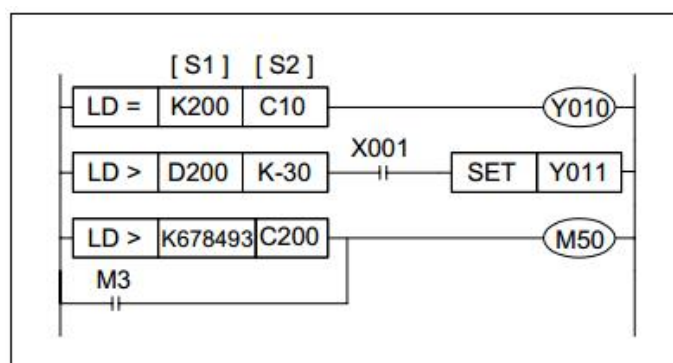 [ S1 ] [ S2 ]
LD = K200 C10 Y010
X001
LD > D200 K-30 SET Y011
LD > K678493 C200 M50
M3